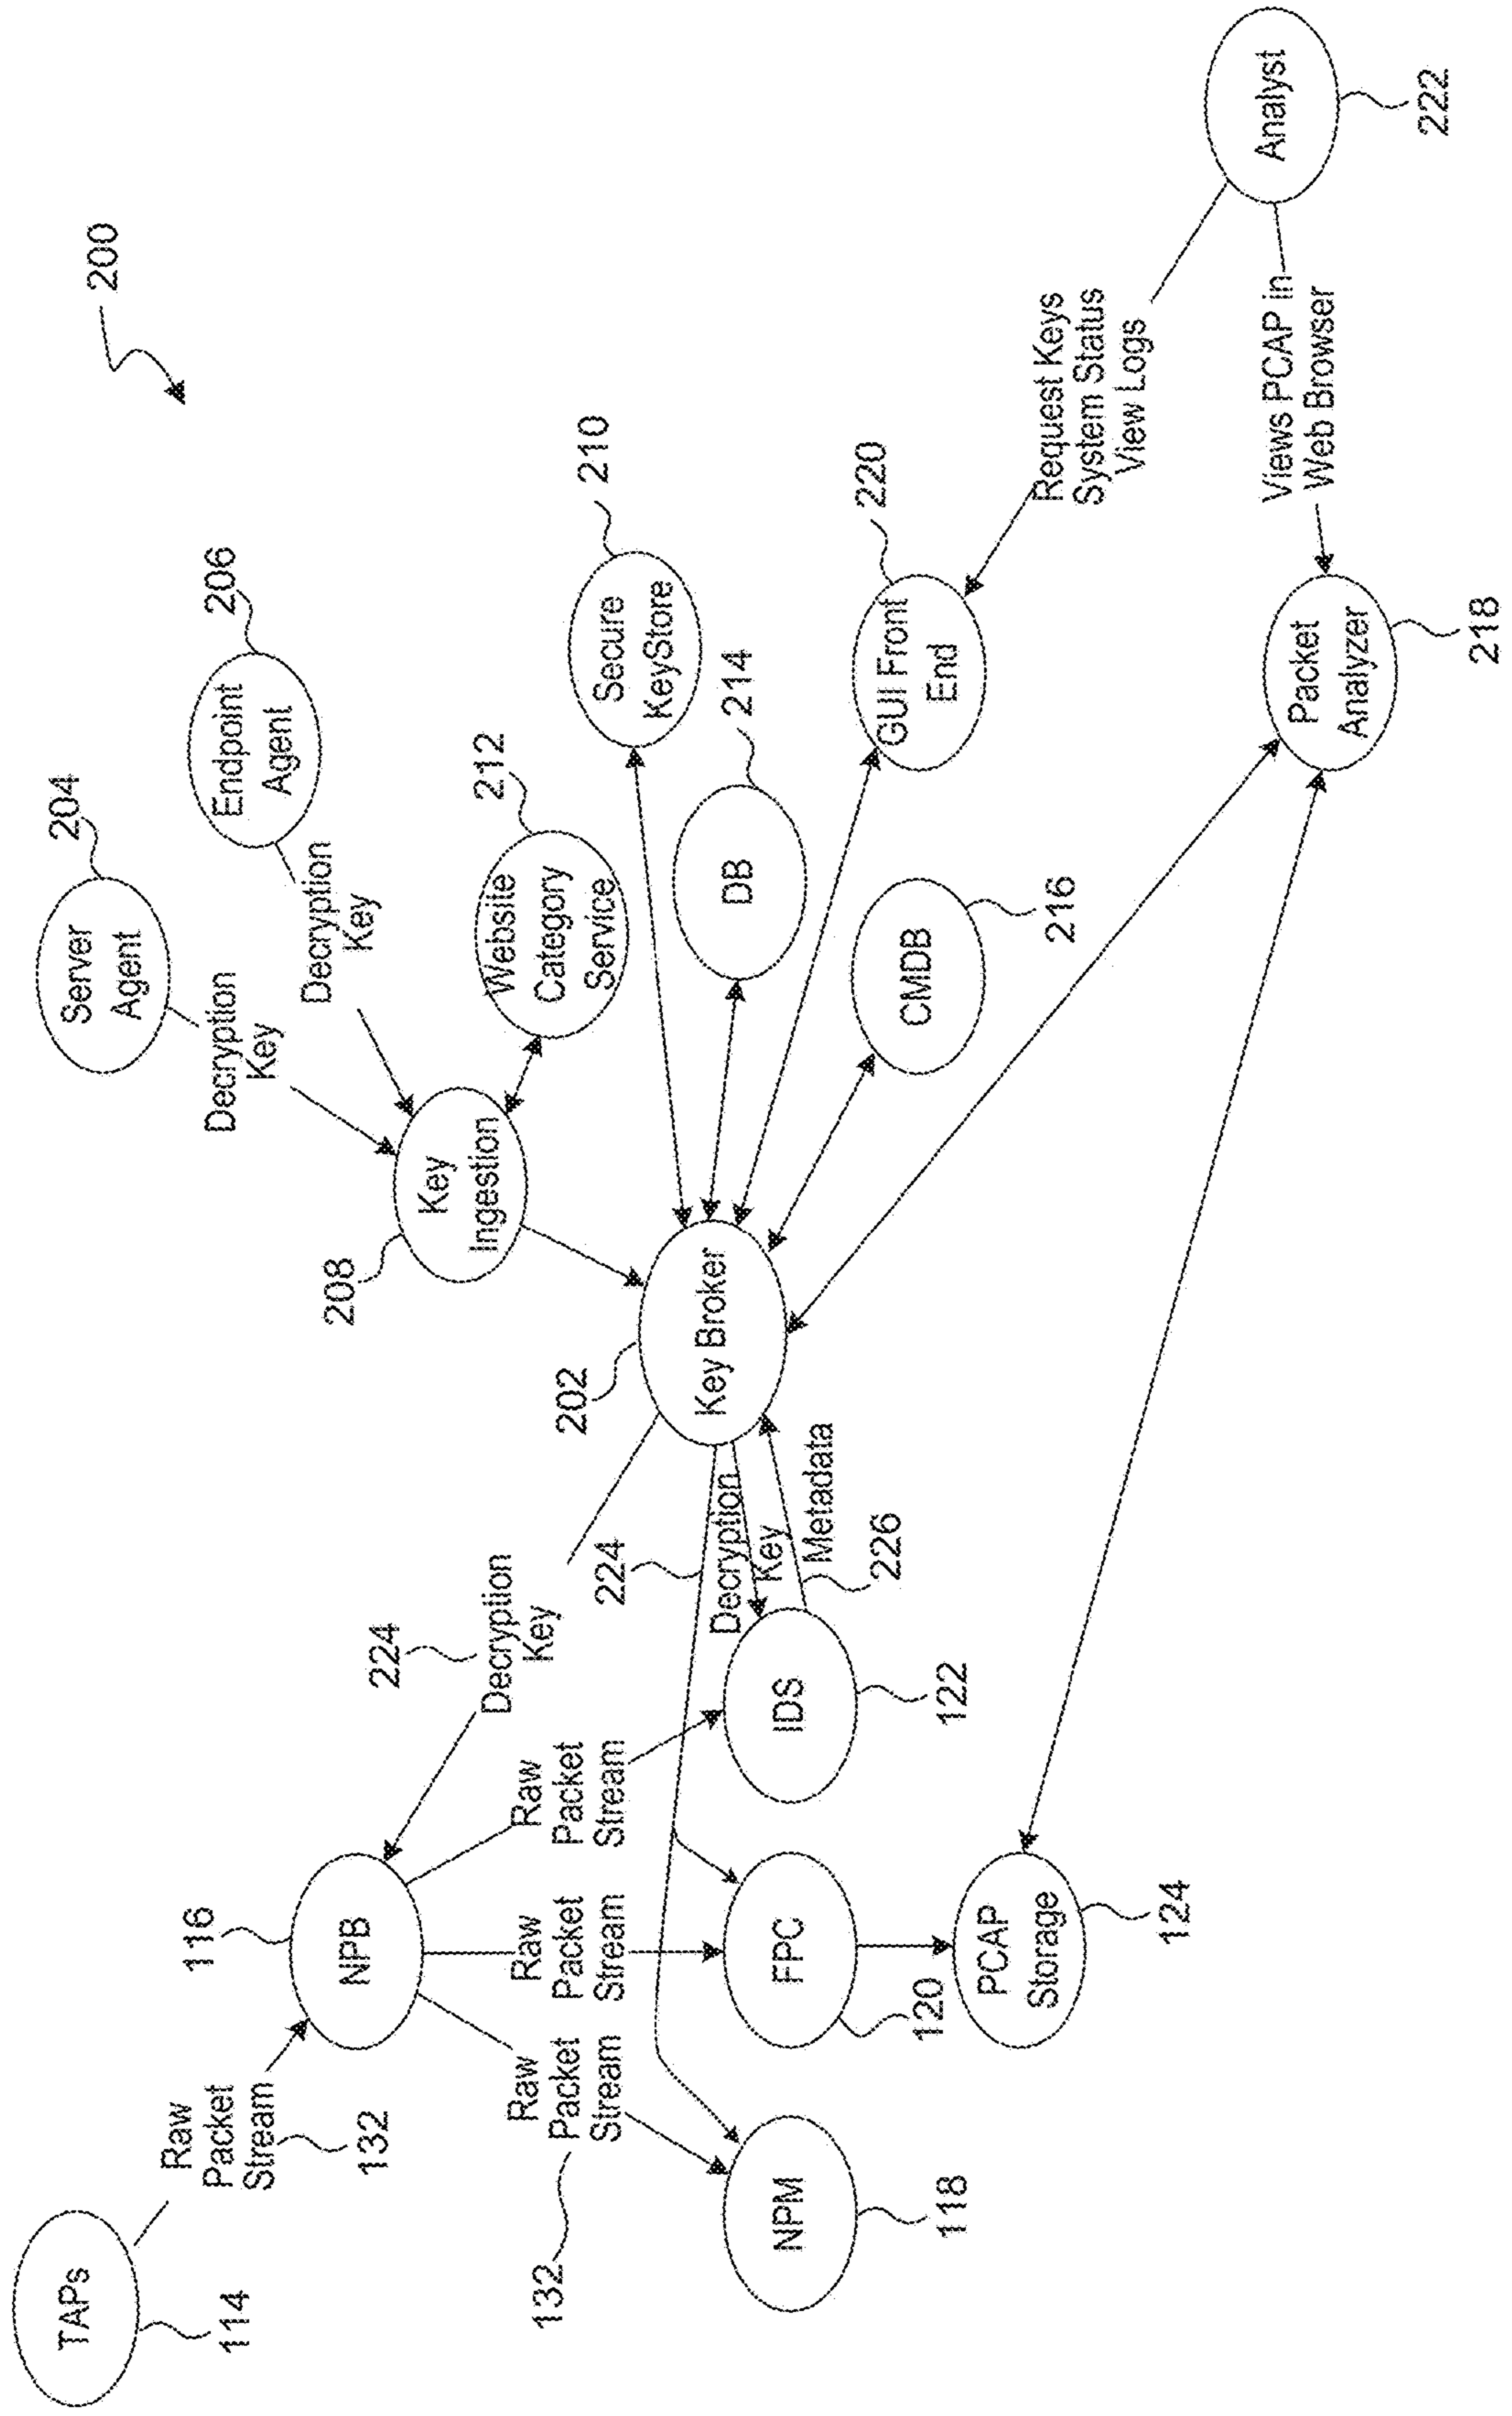 200
TAPs
114
Raw
Packet
Stream
132
116
NPB
224
Decryption
Key
Server
Agent
204
Decryption
Key
Endpoint
Agent
206
Decryption
Key
208
Key
Ingestion
Website
Category
Service
212
Secure
KeyStore
210
202
Key Broker
DB
214
GUI Front
End
220
CMDB
216
Raw
Packet
Stream
132
Raw
Packet
Stream
Raw
Packet
Stream
224
Decryption
Key
Metadata
226
NPM
118
FPC
120
IDS
122
PCAP
Storage
124
Request Keys
System Status
View Logs
Views PCAP in
Web Browser
Packet
Analyzer
218
Analyst
222